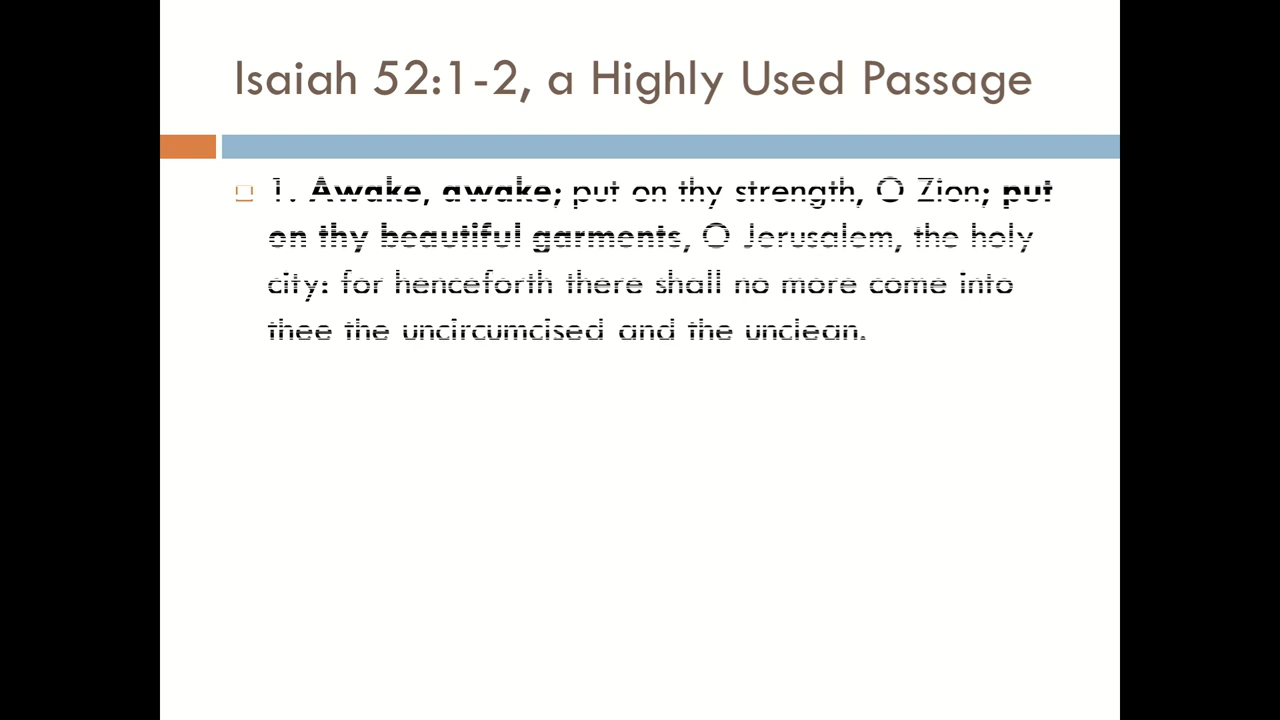 Isaiah 52:1-2, a Highly Used Passage
1. Awake, awake; put on thy strength, O Zion; put
on thy beautiful garments, O Jerusalem, the holy
city: for henceforth there shall no more come into
thee the uncircumcised and the unclean.